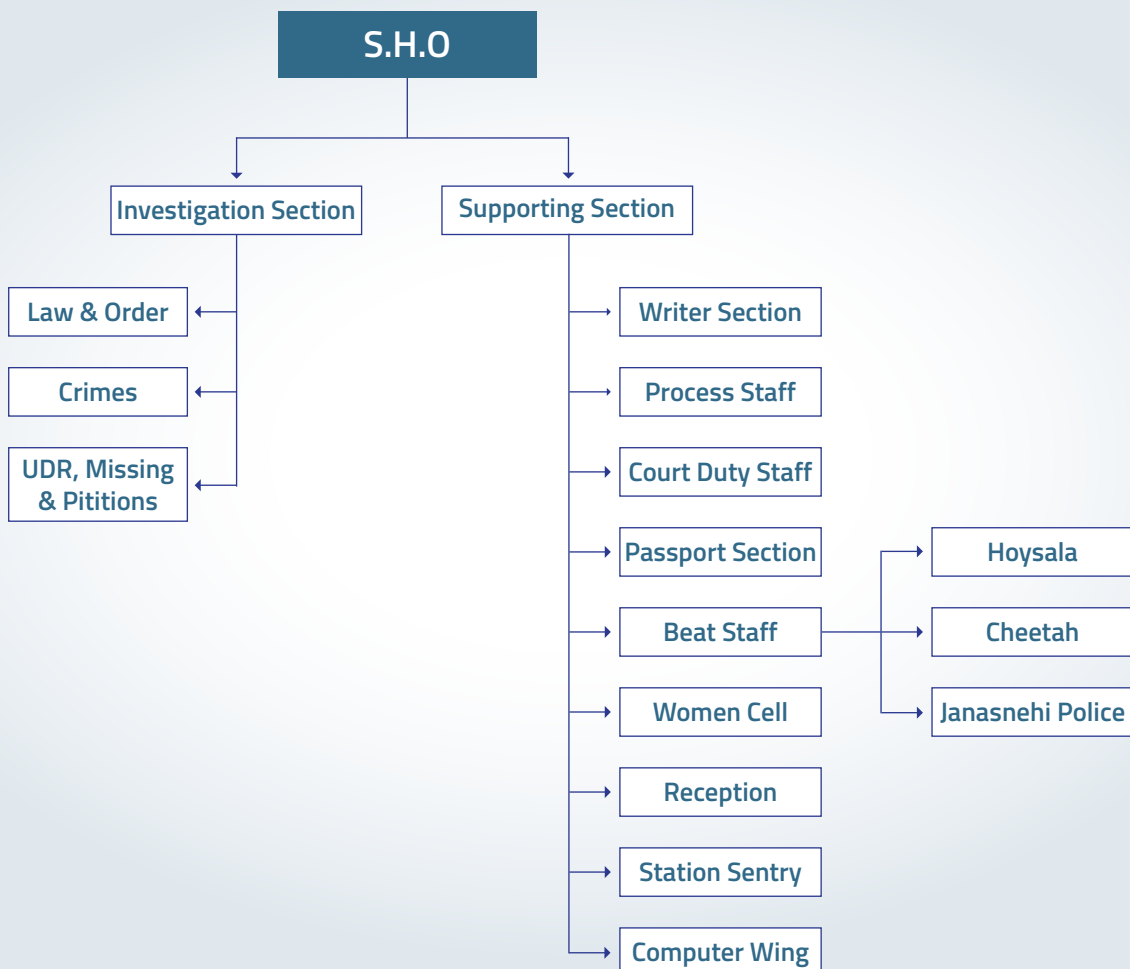 S.H.O
Investigation Section
Supporting Section
Law & Order
Crimes
UDR, Missing
& Pititions
Writer Section
Process Staff
Court Duty Staff
Passport Section
Beat Staff
Women Cell
Reception
Station Sentry
Computer Wing
Hoysala
Cheetah
Janasnehi Police